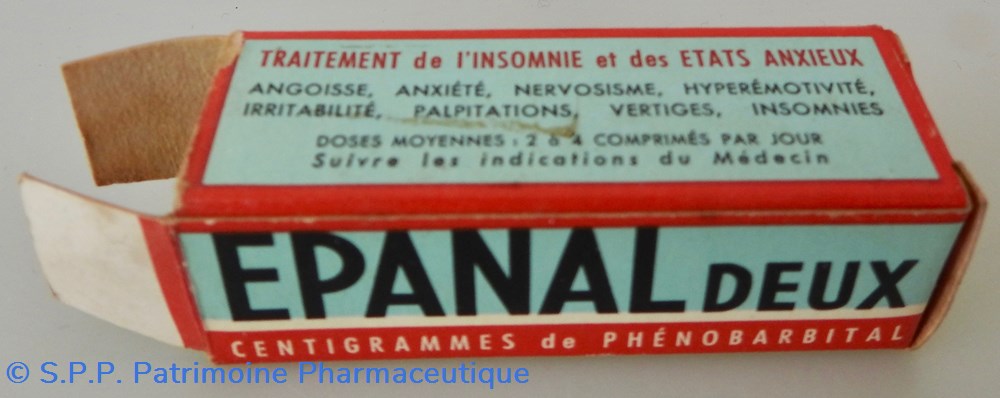 TRAITEMENT de l'INSOMNIE et des ETATS ANXIEUX
ANGOISSE, ANXIÉTÉ, NERVOSISME, HYPERÉMOTIVITÉ,
IRRITABILITÉ, PALPITATIONS, VERTIGES, INSOMNIES
DOSES MOYENNES : 2 à 4 COMPRIMÉS PAR JOUR
Suivre les indications du Médecin
EPANAL DEUX
CENTIGRAMMES de PHÉNOBARBITAL
© S.P.P. Patrimoine Pharmaceutique